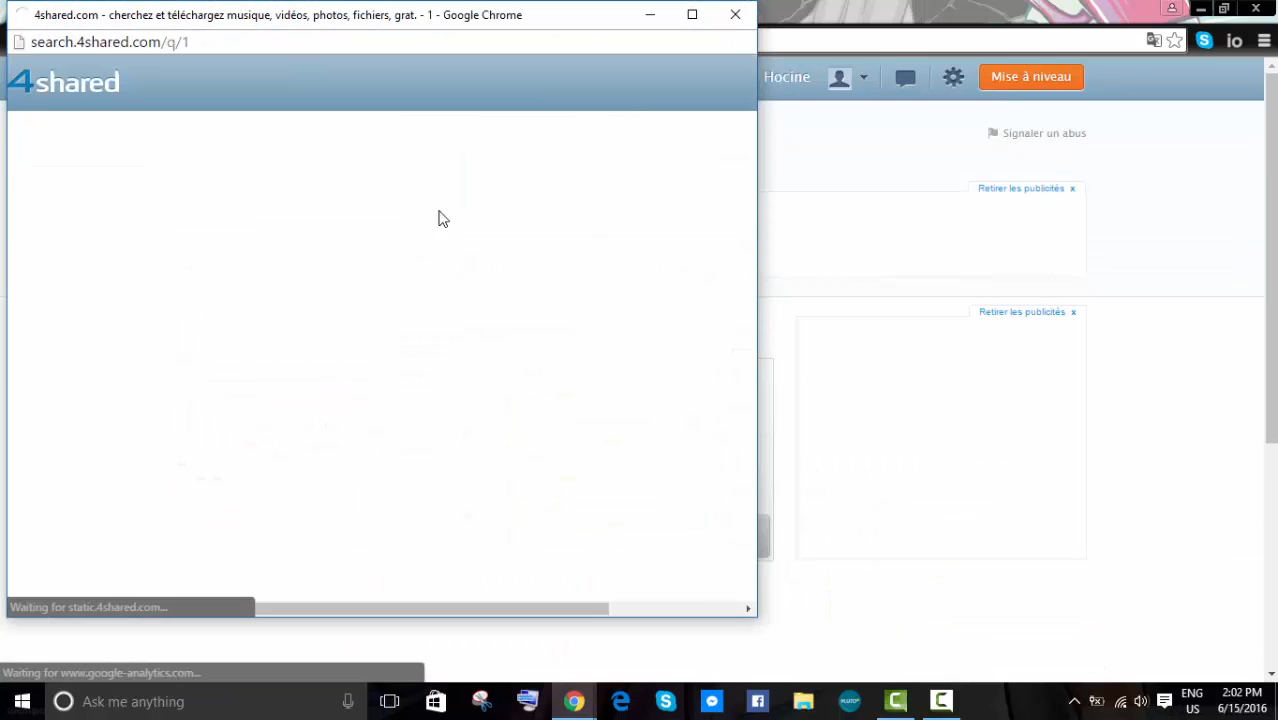 4shared.com - cherchez et téléchargez musique, vidéos, photos, fichiers, grat. - 1 - Google Chrome
search.4shared.com/q/1
4shared
Hocine
Mise à niveau
Signaler un abus
Retirer les publicités x
Retirer les publicités x
Waiting for static.4shared.com...
Waiting for www.google-analytics.com...
Ask me anything
ENG
US
2:02 PM
6/15/2016